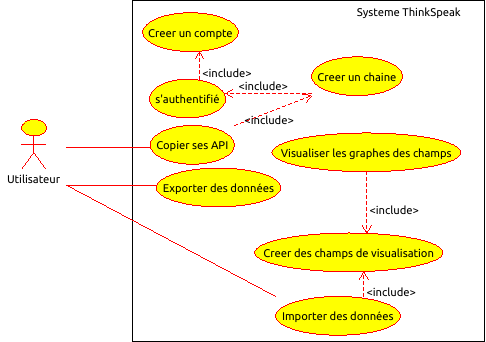 Systeme ThinkSpeak
Creer un compte
<include>
Creer un chaine
<include>
s'authentifié
<include>
Copier ses API
Visualiser les graphes des champs
Utilisateur
Exporter des données
<include>
Creer des champs de visualisation
<include>
Importer des données